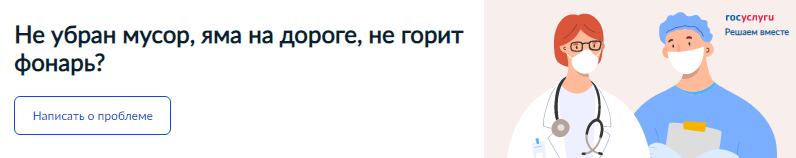 Не убран мусор, яма на дороге, не горит
фонарь?
Написать о проблеме
госуслуги
Решаем вместе